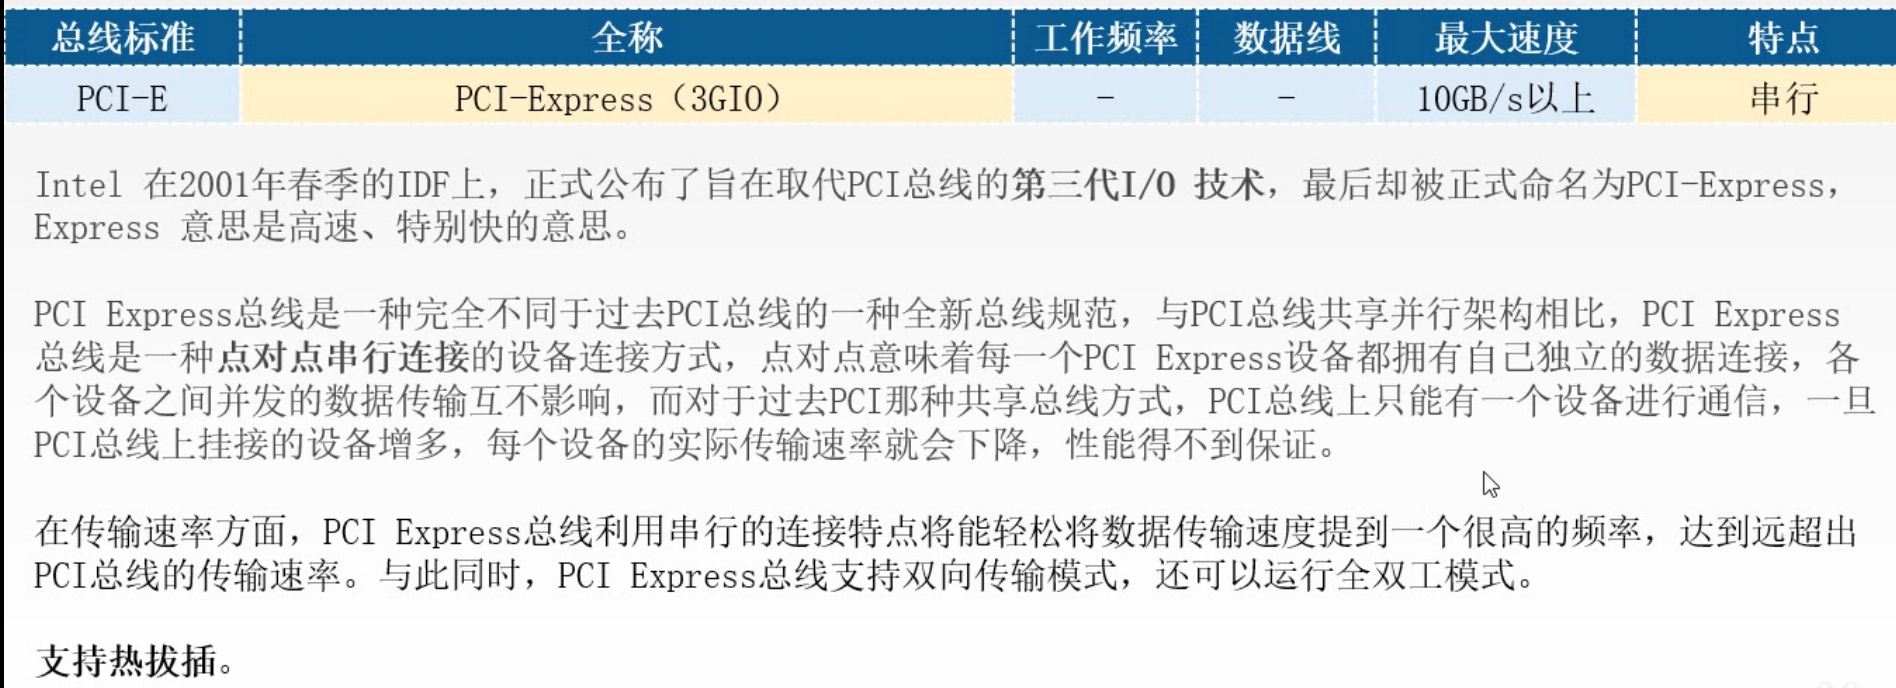 总线标准 全称 工作频率 数据线 最大速度 特点
PCI-E PCI-Express（3GIO） - - 10GB/s以上 串行
Intel 在2001年春季的IDF上，正式公布了旨在取代PCI总线的第三代I/O 技术，最后却被正式命名为PCI-Express，
Express 意思是高速、特别快的意思。
PCI Express总线是一种完全不同于过去PCI总线的一种全新总线规范，与PCI总线共享并行架构相比，PCI Express
总线是一种点对点串行连接的设备连接方式，点对点意味着每一个PCI Express设备都拥有自己独立的数据连接，各
个设备之间并发的数据传输互不影响，而对于过去PCI那种共享总线方式，PCI总线上只能有一个设备进行通信，一旦
PCI总线上挂接的设备增多，每个设备的实际传输速率就会下降，性能得不到保证。
在传输速率方面，PCI Express总线利用串行的连接特点将能轻松将数据传输速度提到一个很高的频率，达到远超出
PCI总线的传输速率。与此同时，PCI Express总线支持双向传输模式，还可以运行全双工模式。
支持热拔插。